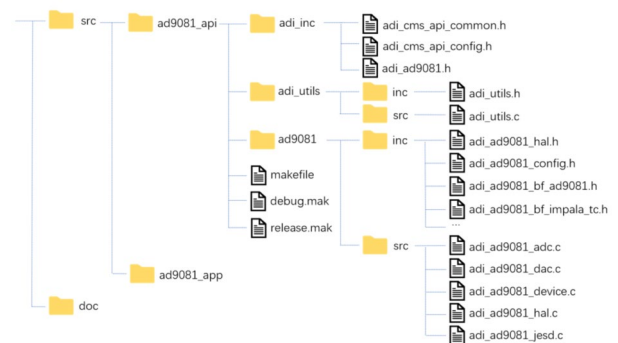 src
ad9081_api
adi_inc
adi_cms_api_common.h
adi_cms_api_config.h
adi_ad9081.h
adi_utils
inc
adi_utils.h
src
adi_utils.c
ad9081
inc
adi_ad9081_hal.h
adi_ad9081_config.h
adi_ad9081_bf_ad9081.h
adi_ad9081_bf_impala_tc.h
...
makefile
debug.mak
release.mak
src
adi_ad9081_adc.c
adi_ad9081_dac.c
adi_ad9081_device.c
adi_ad9081_hal.c
adi_ad9081_jesd.c
ad9081_app
doc